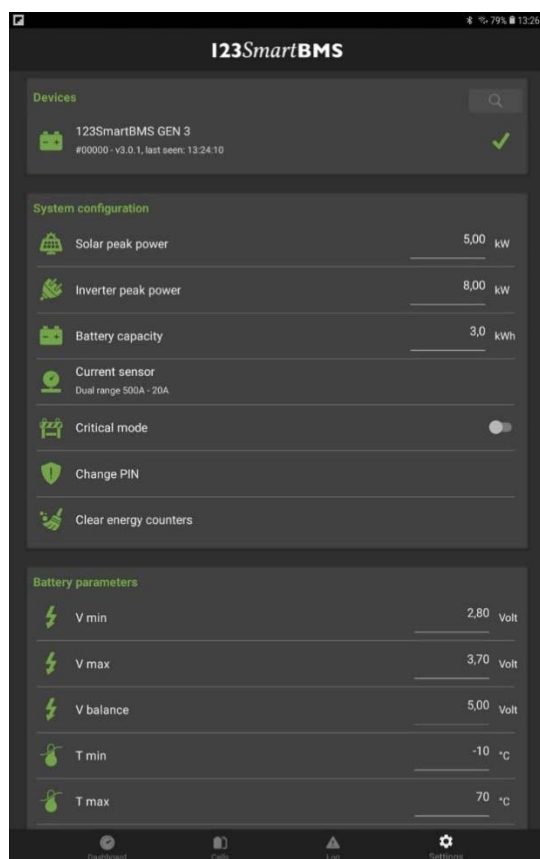 79% 13:26
123SmartBMS
Devices
123SmartBMS GEN 3
#00000 - v3.0.1, last seen: 13:24:10
System configuration
Solar peak power 5,00 kW
Inverter peak power 8,00 kW
Battery capacity 3,0 kWh
Current sensor
Dual range 500A - 20A
Critical mode
Change PIN
Clear energy counters
Battery parameters
V min 2,80 Volt
V max 3,70 Volt
V balance 5,00 Volt
T min -10 °C
T max 70 °C
Dashboard Cells Log Settings